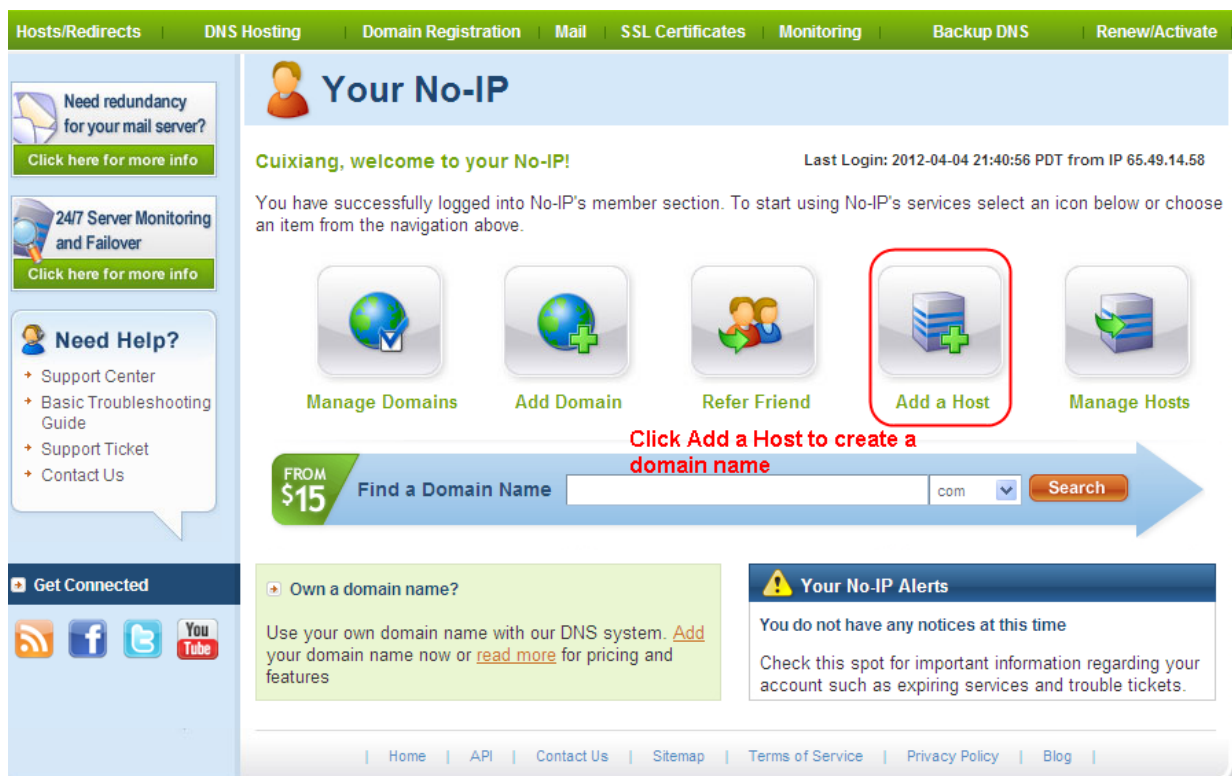 Hosts/Redirects | DNS Hosting | Domain Registration | Mail | SSL Certificates | Monitoring | Backup DNS | Renew/Activate
Need redundancy
for your mail server?
Click here for more info
24/7 Server Monitoring
and Failover
Click here for more info
Need Help?
Support Center
Basic Troubleshooting
Guide
Support Ticket
Contact Us
Get Connected
You
Tube
Your No-IP
Cuixiang, welcome to your No-IP!
Last Login: 2012-04-04 21:40:56 PDT from IP 65.49.14.58
You have successfully logged into No-IP's member section. To start using No-IP's services select an icon below or choose
an item from the navigation above.
Manage Domains
Add Domain
Refer Friend
Add a Host
Manage Hosts
Click Add a Host to create a
domain name
FROM
$15
Find a Domain Name
com
Search
Own a domain name?
Use your own domain name with our DNS system. Add
your domain name now or read more for pricing and
features
Your No-IP Alerts
You do not have any notices at this time
Check this spot for important information regarding your
account such as expiring services and trouble tickets.
| Home | API | Contact Us | Sitemap | Terms of Service | Privacy Policy | Blog |